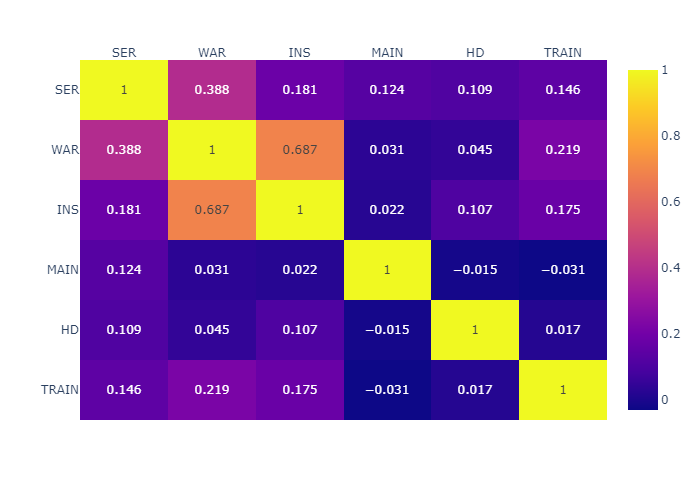 SER WAR INS MAIN HD TRAIN
SER 1 0.388 0.181 0.124 0.109 0.146
WAR 0.388 1 0.687 0.031 0.045 0.219
INS 0.181 0.687 1 0.022 0.107 0.175
MAIN 0.124 0.031 0.022 1 −0.015 −0.031
HD 0.109 0.045 0.107 −0.015 1 0.017
TRAIN 0.146 0.219 0.175 −0.031 0.017 1
1
0.8
0.6
0.4
0.2
0